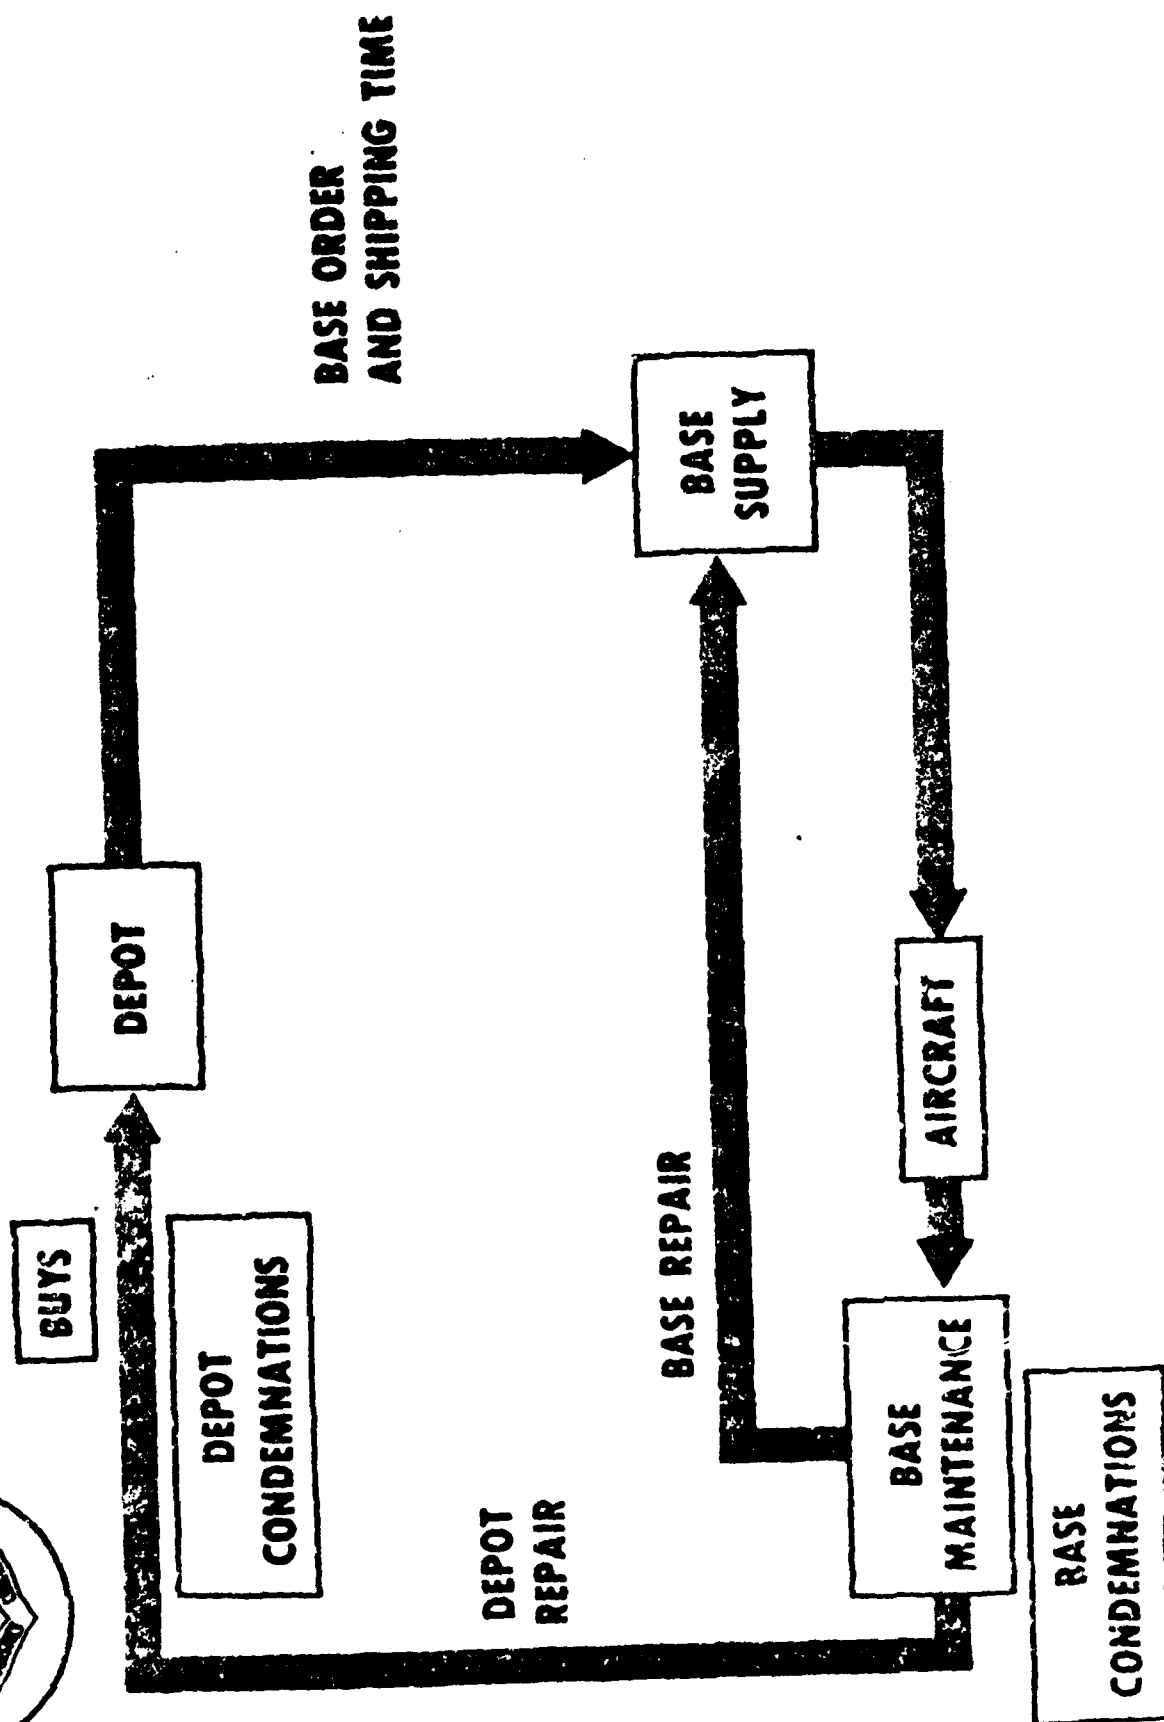 BUYS
DEPOT
BASE ORDER
AND SHIPPING TIME
DEPOT
CONDEMNATIONS
DEPOT
REPAIR
BASE REPAIR
BASE
SUPPLY
BASE
MAINTENANCE
AIRCRAFT
BASE
CONDEMNATIONS